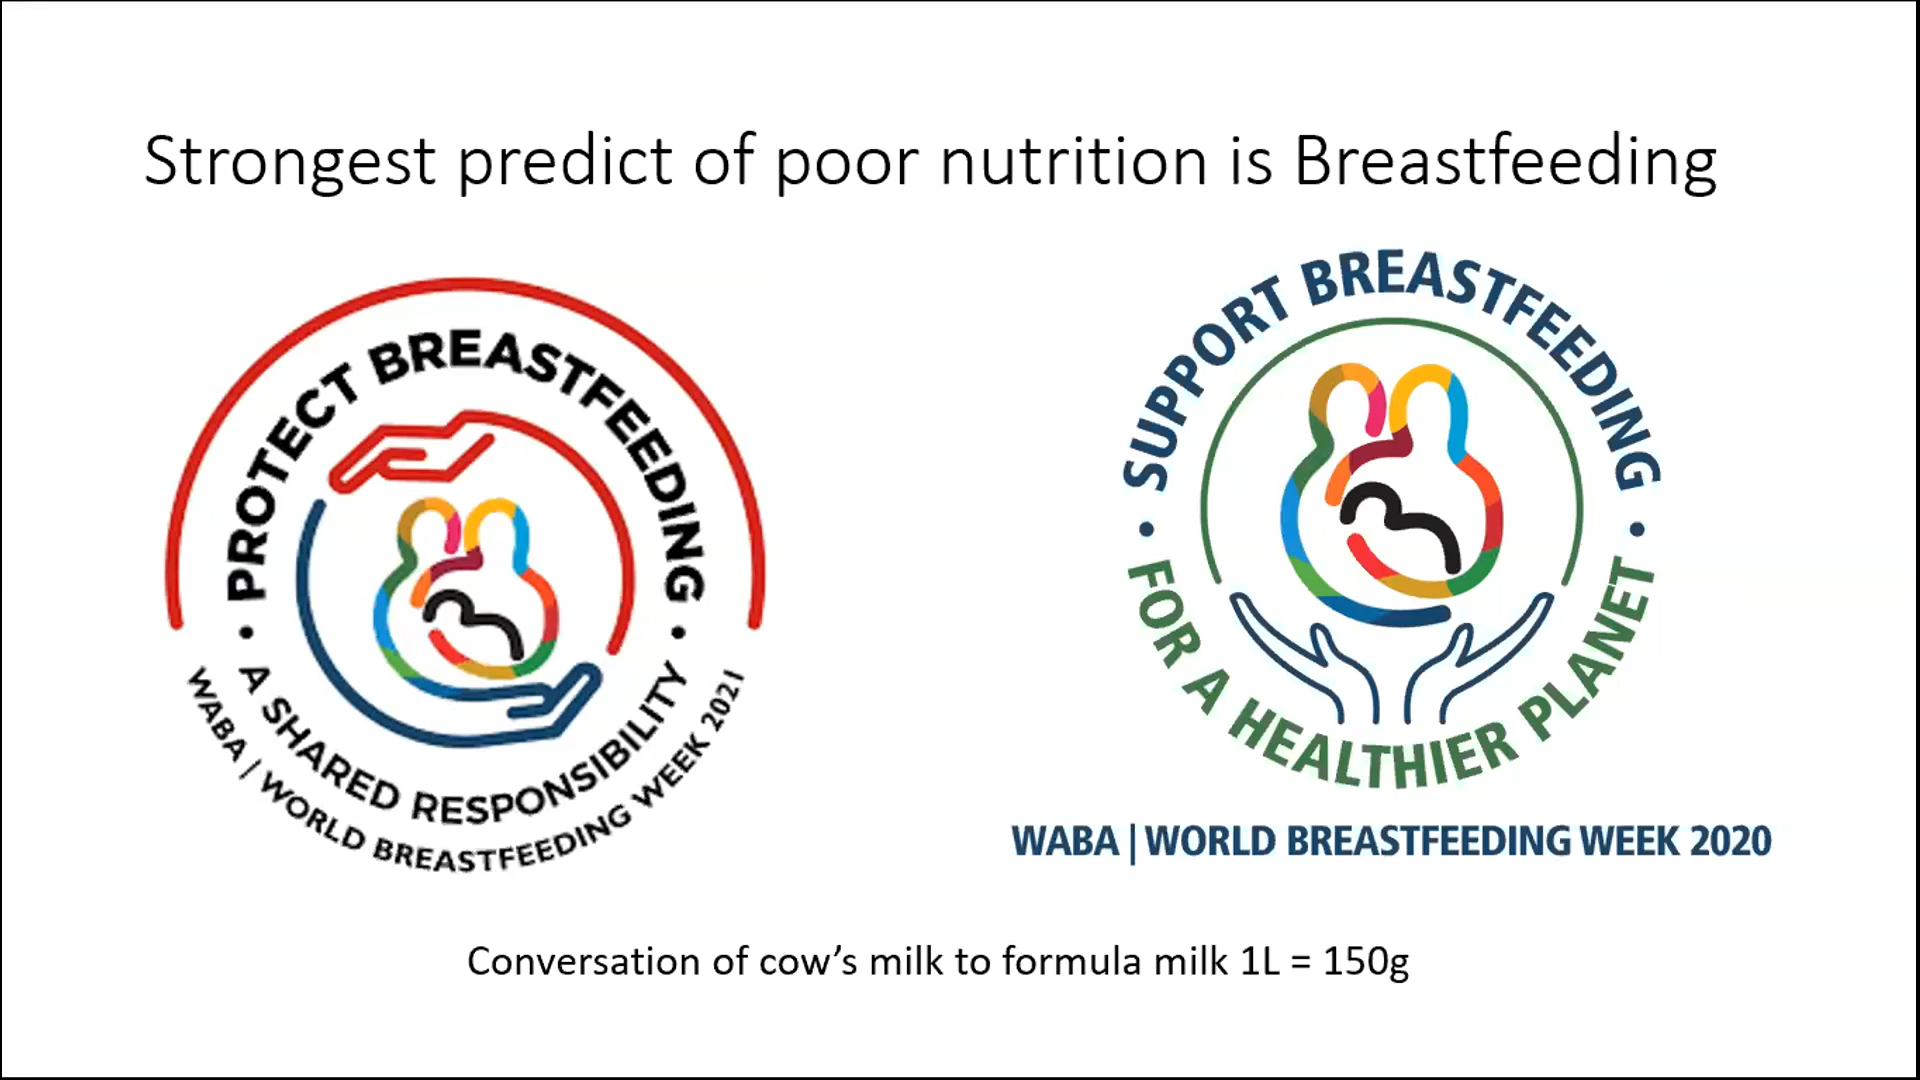 Strongest predict of poor nutrition is Breastfeeding
• PROTECT BREASTFEEDING •
A SHARED RESPONSIBILITY
WABA | WORLD BREASTFEEDING WEEK 2021
• SUPPORT BREASTFEEDING •
FOR A HEALTHIER PLANET
WABA | WORLD BREASTFEEDING WEEK 2020
Conversation of cow’s milk to formula milk 1L = 150g